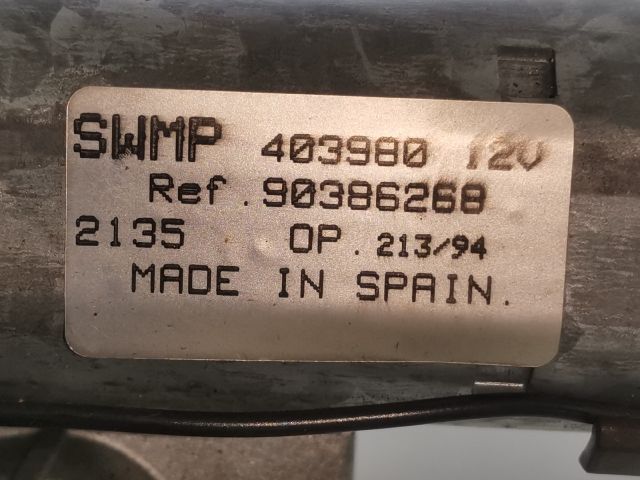 SWMP 403980 12V
Ref. 90386268
2135 OP. 213/94
MADE IN SPAIN.